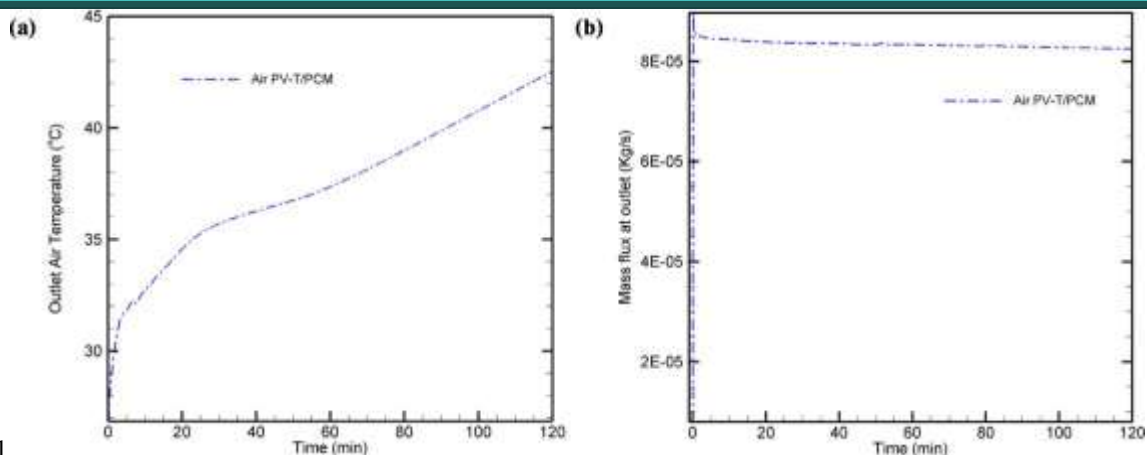 (a)
45
40
35
30
Outlet Air Temperature (°C)
Air PV-T/PCM
0 20 40 60 80 100 120
Time (min)
(b)
8E-05
6E-05
4E-05
2E-05
Mass flux at outlet (Kg/s)
Air PV-T/PCM
0 20 40 60 80 100 120
Time (min)